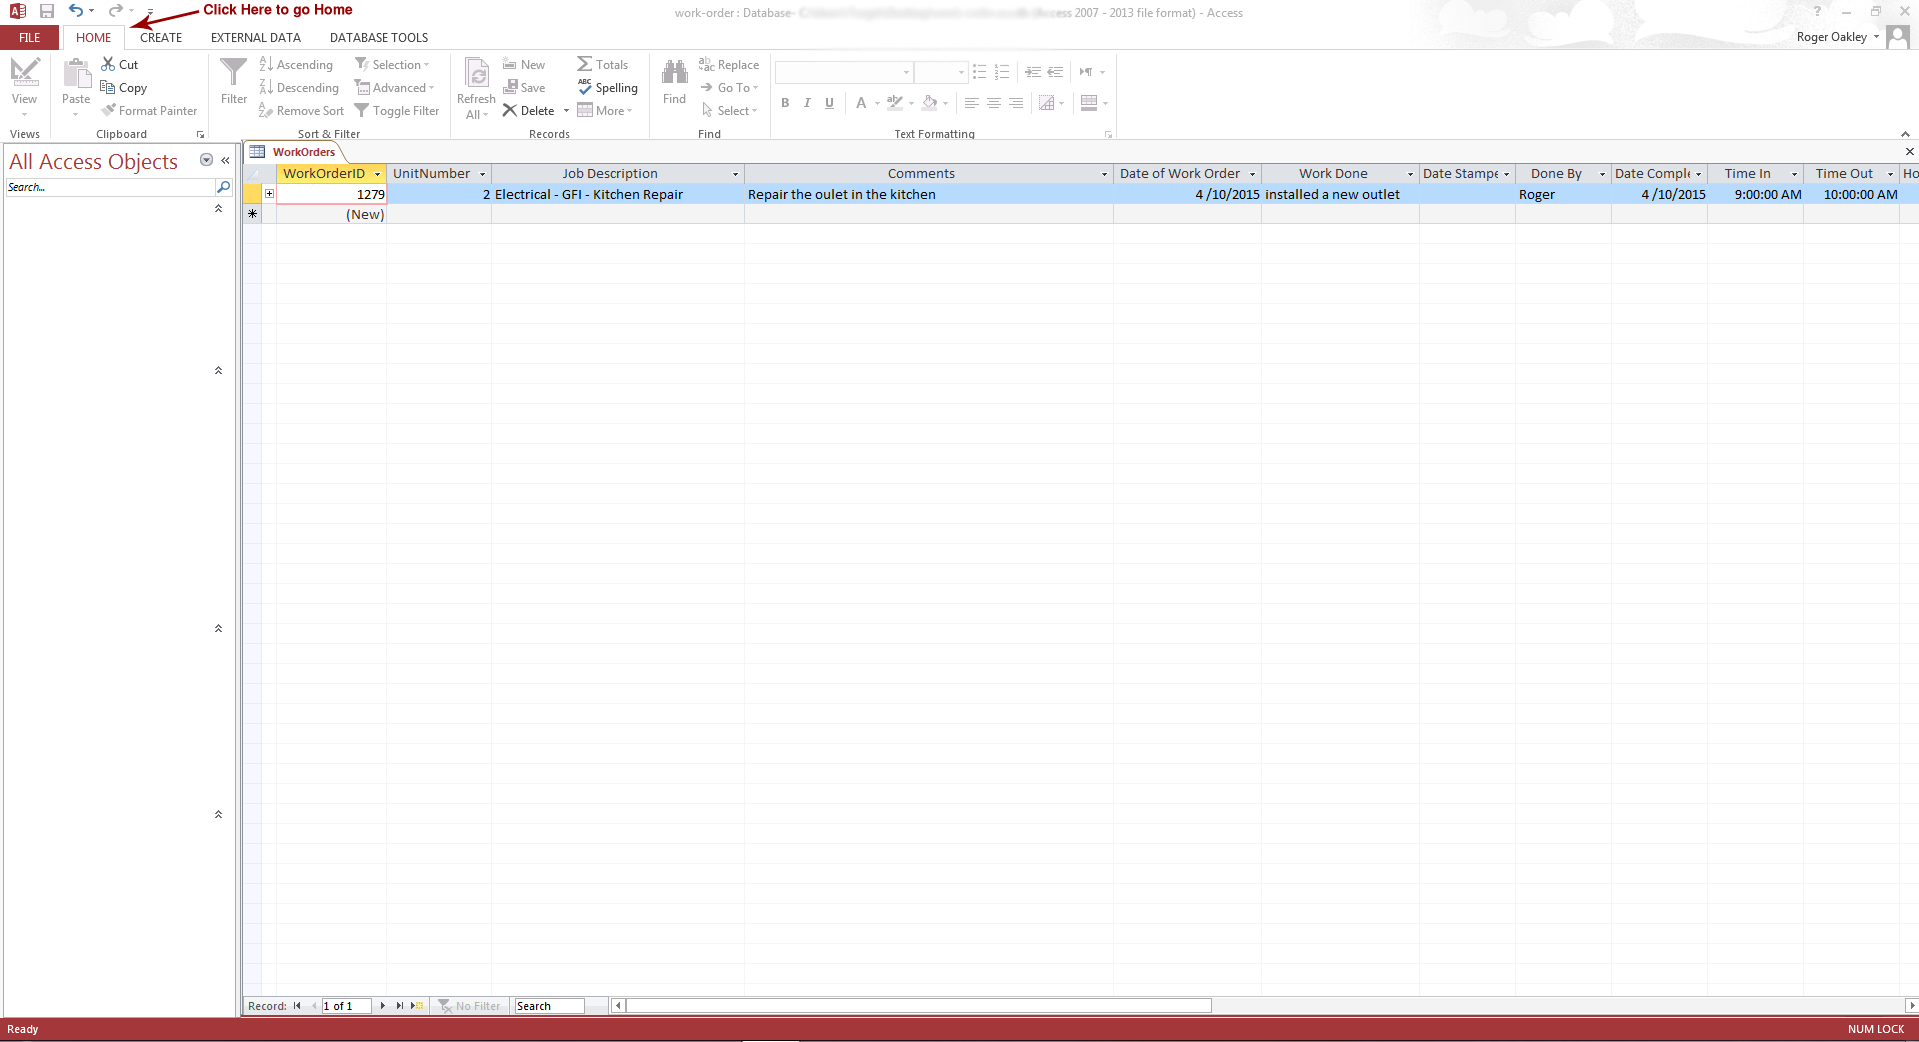 Click Here to go Home
work-order : Database- (Access 2007 - 2013 file format) - Access
FILE HOME CREATE EXTERNAL DATA DATABASE TOOLS
Roger Oakley
View
Views
Paste
Cut
Copy
Format Painter
Clipboard
Filter
Ascending
Descending
Remove Sort
Selection
Advanced
Toggle Filter
Sort & Filter
Refresh
All
New
Save
Delete
Totals
Spelling
More
Records
Find
Replace
Go To
Select
Find
B I U A
Text Formatting
All Access Objects
Search...
WorkOrders
WorkOrderID UnitNumber Job Description Comments Date of Work Order Work Done Date Stampe Done By Date Comple Time In Time Out Ho
1279 2 Electrical - GFI - Kitchen Repair Repair the oulet in the kitchen 4 /10/2015 installed a new outlet Roger 4 /10/2015 9:00:00 AM 10:00:00 AM
(New)
Record: 1 of 1 No Filter Search
Ready NUM LOCK